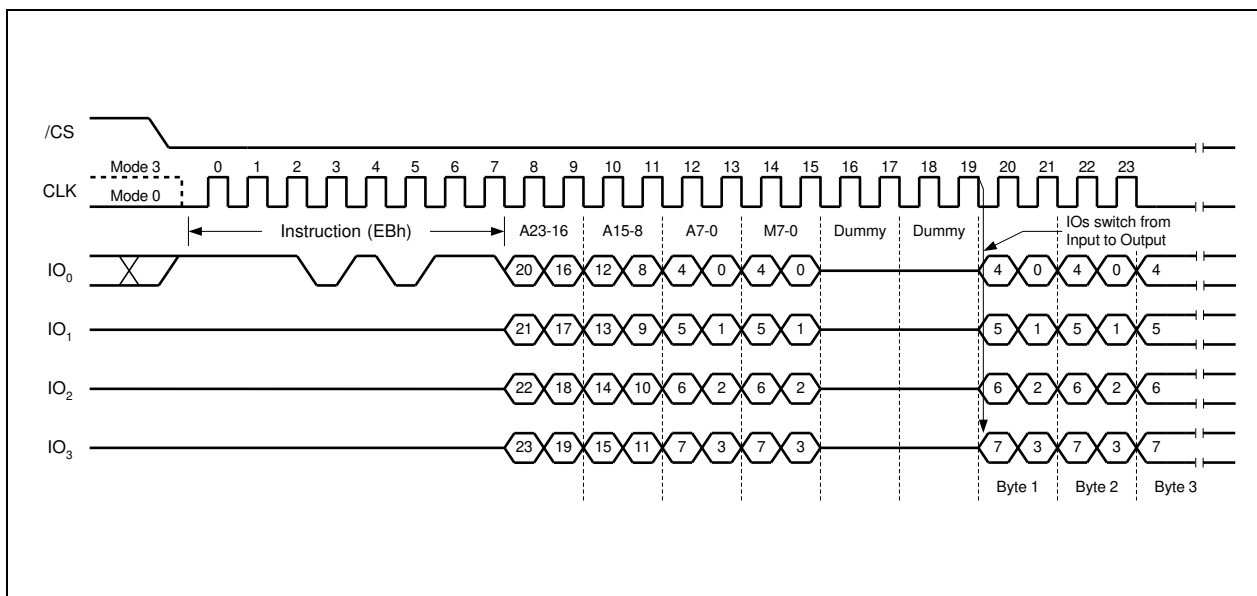 /CS
Mode 3 0 1 2 3 4 5 6 7 8 9 10 11 12 13 14 15 16 17 18 19 20 21 22 23
CLK Mode 0
Instruction (EBh) A23-16 A15-8 A7-0 M7-0 Dummy Dummy IOs switch from
Input to Output
IO0 20 16 12 8 4 0 4 0 4 0 4 0 4
IO1 21 17 13 9 5 1 5 1 5 1 5 1 5
IO2 22 18 14 10 6 2 6 2 6 2 6 2 6
IO3 23 19 15 11 7 3 7 3 7 3 7 3 7
Byte 1 Byte 2 Byte 3